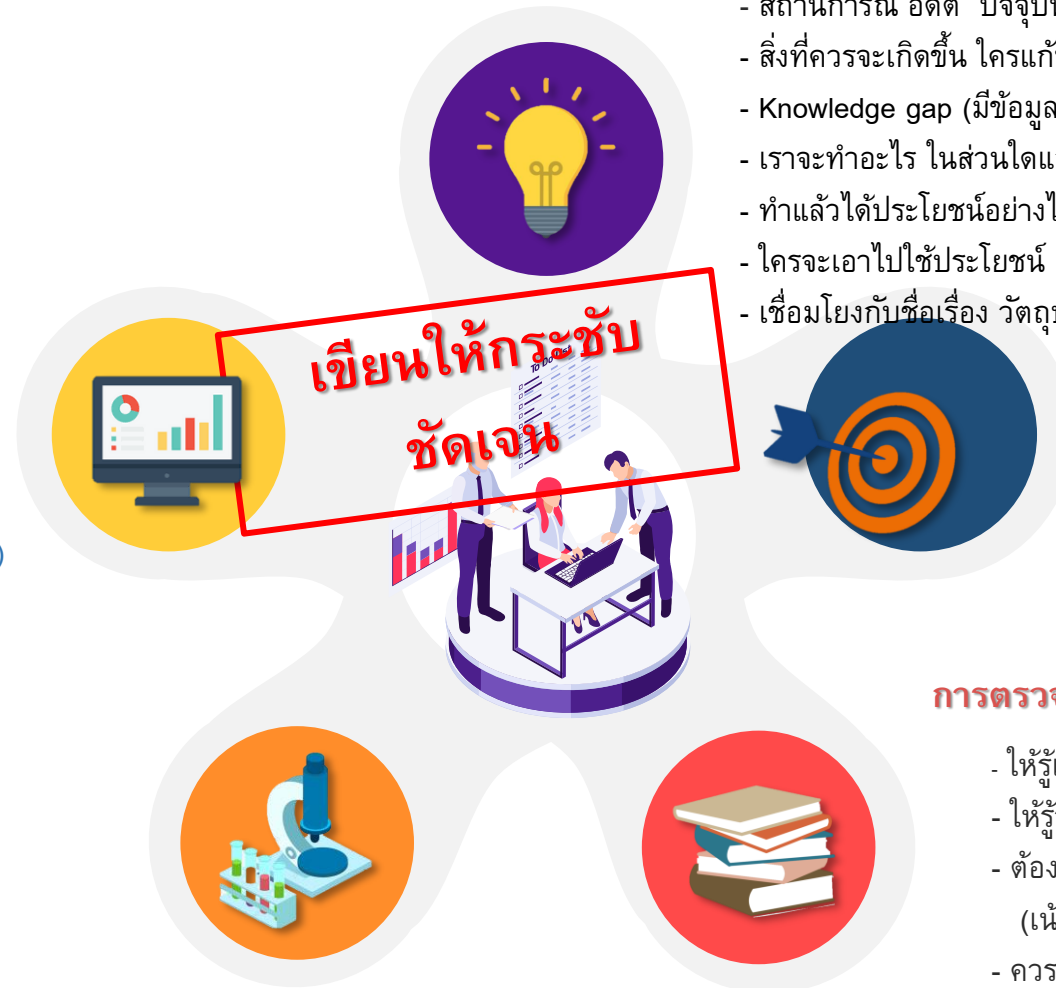 - สถานการณ์ อดีต ปัจจุบัน
- สิ่งที่ควรจะเกิดขึ้น ใครแก้
- Knowledge gap (มีข้อมูล
- เราจะทำอะไร ในส่วนใด
- ทำแล้วได้ประโยชน์อย่าง
- ใครจะเอาไปใช้ประโยชน์
- เชื่อมโยงกับชื่อเรื่อง
เขียนให้กระชับ
To Do List
ชัดเจน
)
การตรวจ
- ให้รู้
- ให้รู้
- ต้อง
(เน้
- ควร